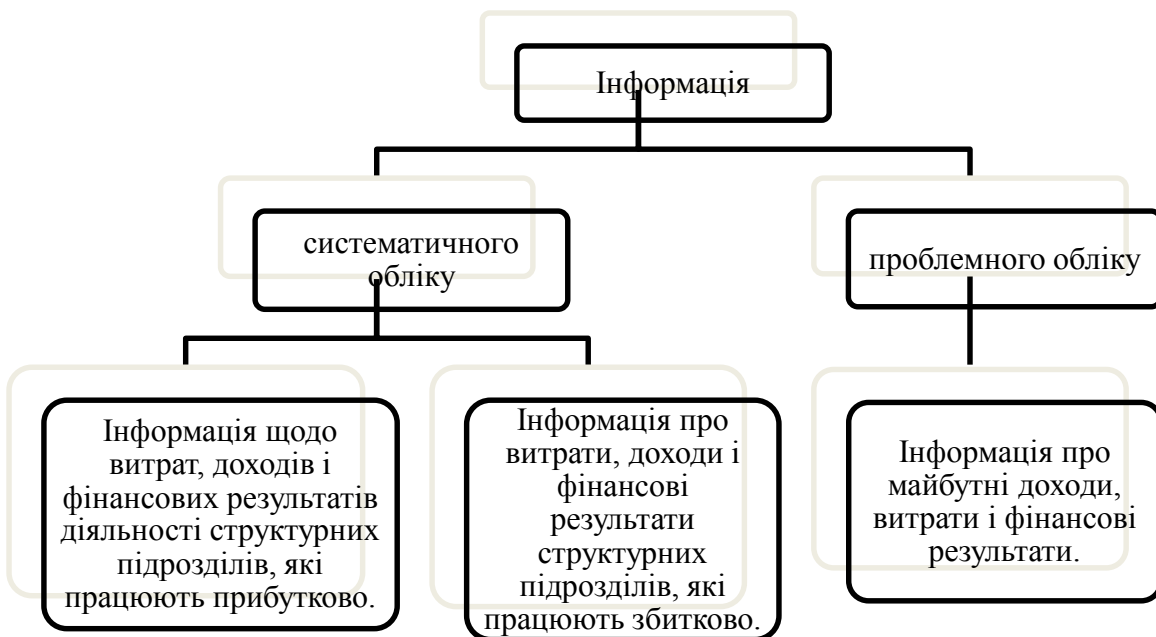 Інформація
систематичного
обліку
проблемного обліку
Інформація щодо
витрат, доходів і
фінансових результатів
діяльності структурних
підрозділів, які
працюють прибутково.
Інформація про
витрати, доходи і
фінансові
результати
структурних
підрозділів, які
працюють збитково.
Інформація про
майбутні доходи,
витрати і фінансові
результати.